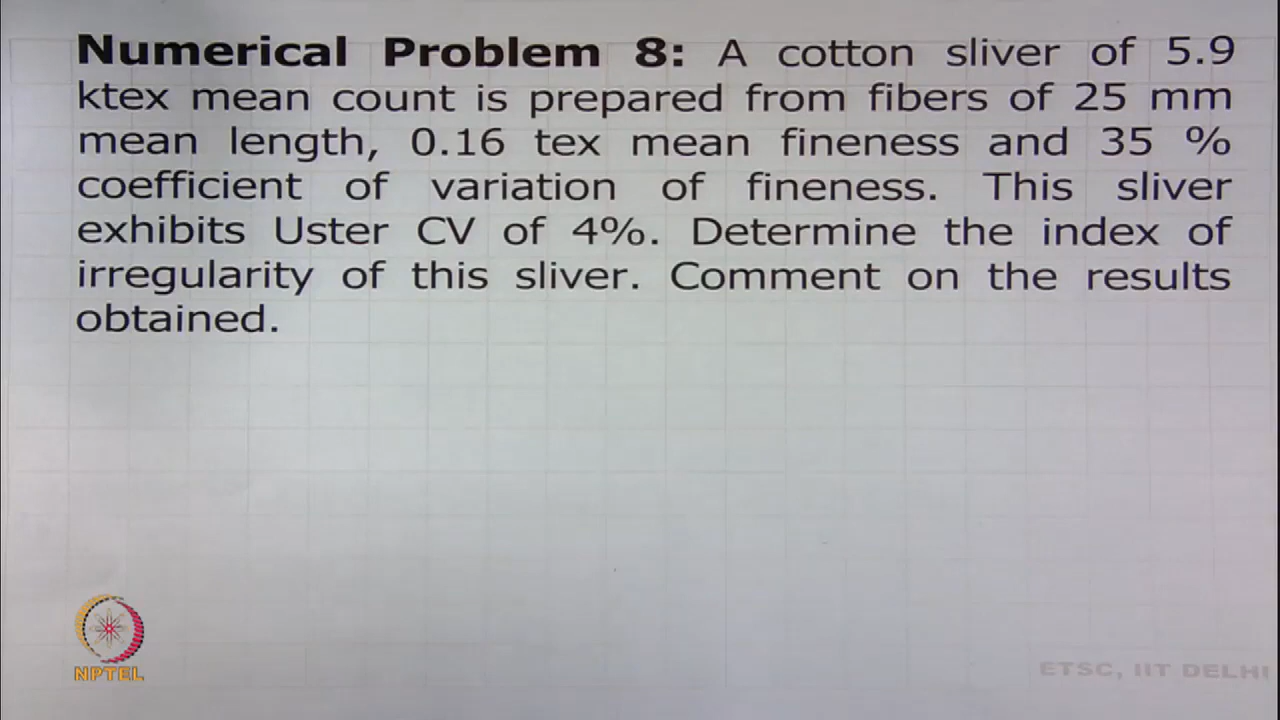 Numerical Problem 8: A cotton sliver of 5.9
ktex mean count is prepared from fibers of 25 mm
mean length, 0.16 tex mean fineness and 35 %
coefficient of variation of fineness. This sliver
exhibits Uster CV of 4%. Determine the index of
irregularity of this sliver. Comment on the results
obtained.
NPTEL
ETSC, IIT DELHI